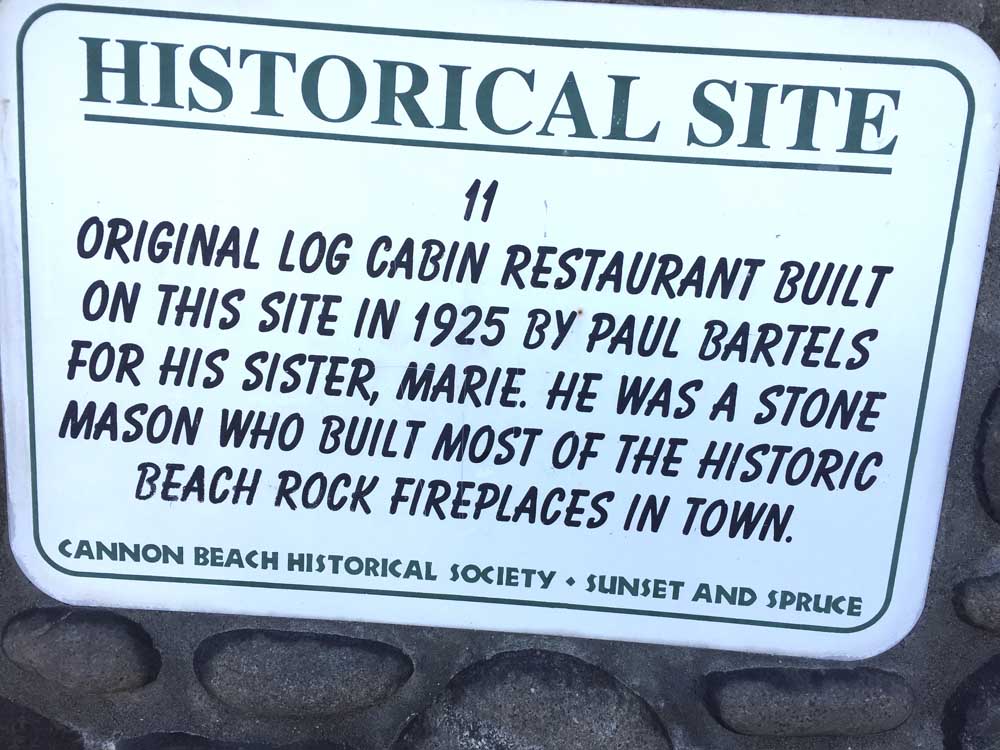 HISTORICAL SITE
11
ORIGINAL LOG CABIN RESTAURANT BUILT
ON THIS SITE IN 1925 BY PAUL BARTELS
FOR HIS SISTER, MARIE. HE WAS A STONE
MASON WHO BUILT MOST OF THE HISTORIC
BEACH ROCK FIREPLACES IN TOWN.
CANNON BEACH HISTORICAL SOCIETY • SUNSET AND SPRUCE